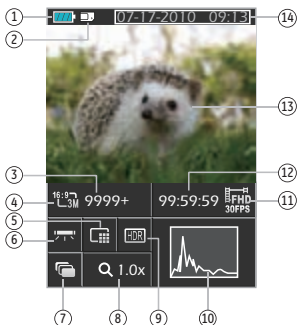 ① 07-17-2010 09:13 ⑭
②
⑬
③ ⑫
④ 16:9 3M 9999+ 99:59:59 FHD 30FPS ⑪
⑤
⑥ HDR
1.0x
⑦ ⑧ ⑨ ⑩